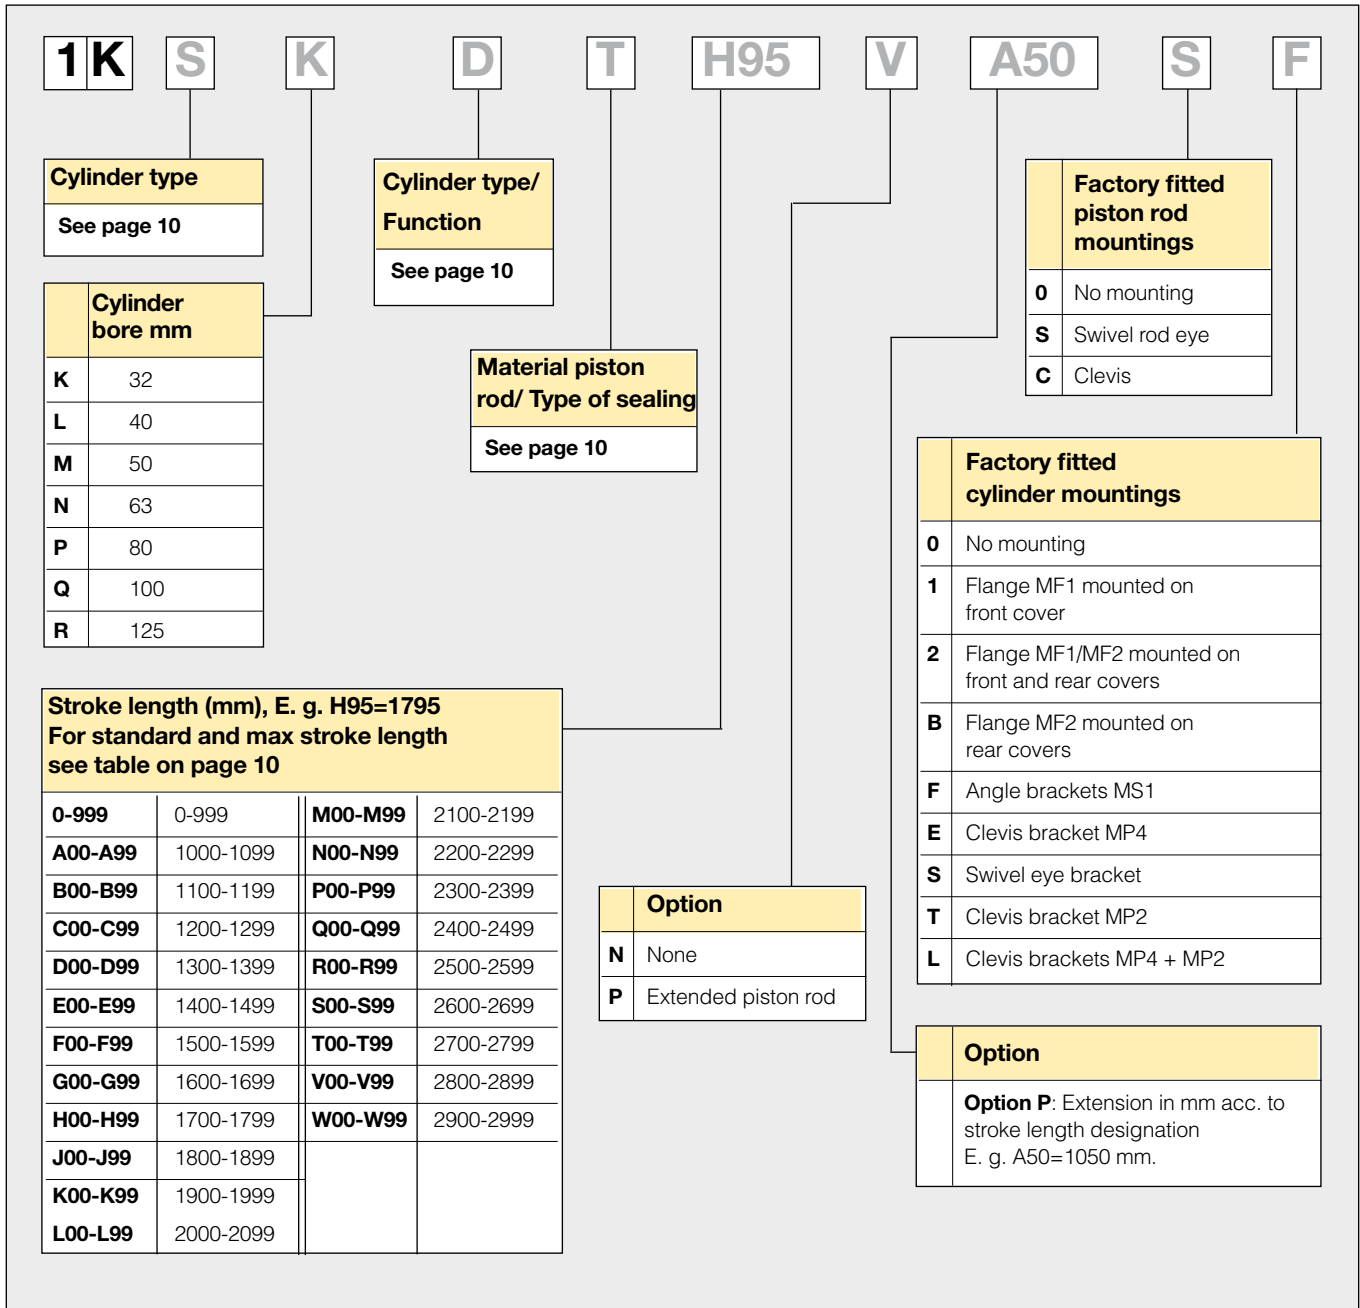 1 K S K D T H95 V A50 S F
Cylinder type
See page 10
Cylinder type/
Function
See page 10
Factory fitted
piston rod
mountings
0 No mounting
S Swivel rod eye
C Clevis
Cylinder
bore mm
K 32
L 40
M 50
N 63
P 80
Q 100
R 125
Material piston
rod/ Type of sealing
See page 10
Factory fitted
cylinder mountings
0 No mounting
1 Flange MF1 mounted on
front cover
2 Flange MF1/MF2 mounted on
front and rear covers
B Flange MF2 mounted on
rear covers
F Angle brackets MS1
E Clevis bracket MP4
S Swivel eye bracket
T Clevis bracket MP2
L Clevis brackets MP4 + MP2
Stroke length (mm), E. g. H95=1795
For standard and max stroke length
see table on page 10
0-999 0-999 M00-M99 2100-2199
A00-A99 1000-1099 N00-N99 2200-2299
B00-B99 1100-1199 P00-P99 2300-2399
C00-C99 1200-1299 Q00-Q99 2400-2499
D00-D99 1300-1399 R00-R99 2500-2599
E00-E99 1400-1499 S00-S99 2600-2699
F00-F99 1500-1599 T00-T99 2700-2799
G00-G99 1600-1699 V00-V99 2800-2899
H00-H99 1700-1799 W00-W99 2900-2999
J00-J99 1800-1899
K00-K99 1900-1999
L00-L99 2000-2099
Option
N None
P Extended piston rod
Option
Option P: Extension in mm acc. to
stroke length designation
E. g. A50=1050 mm.